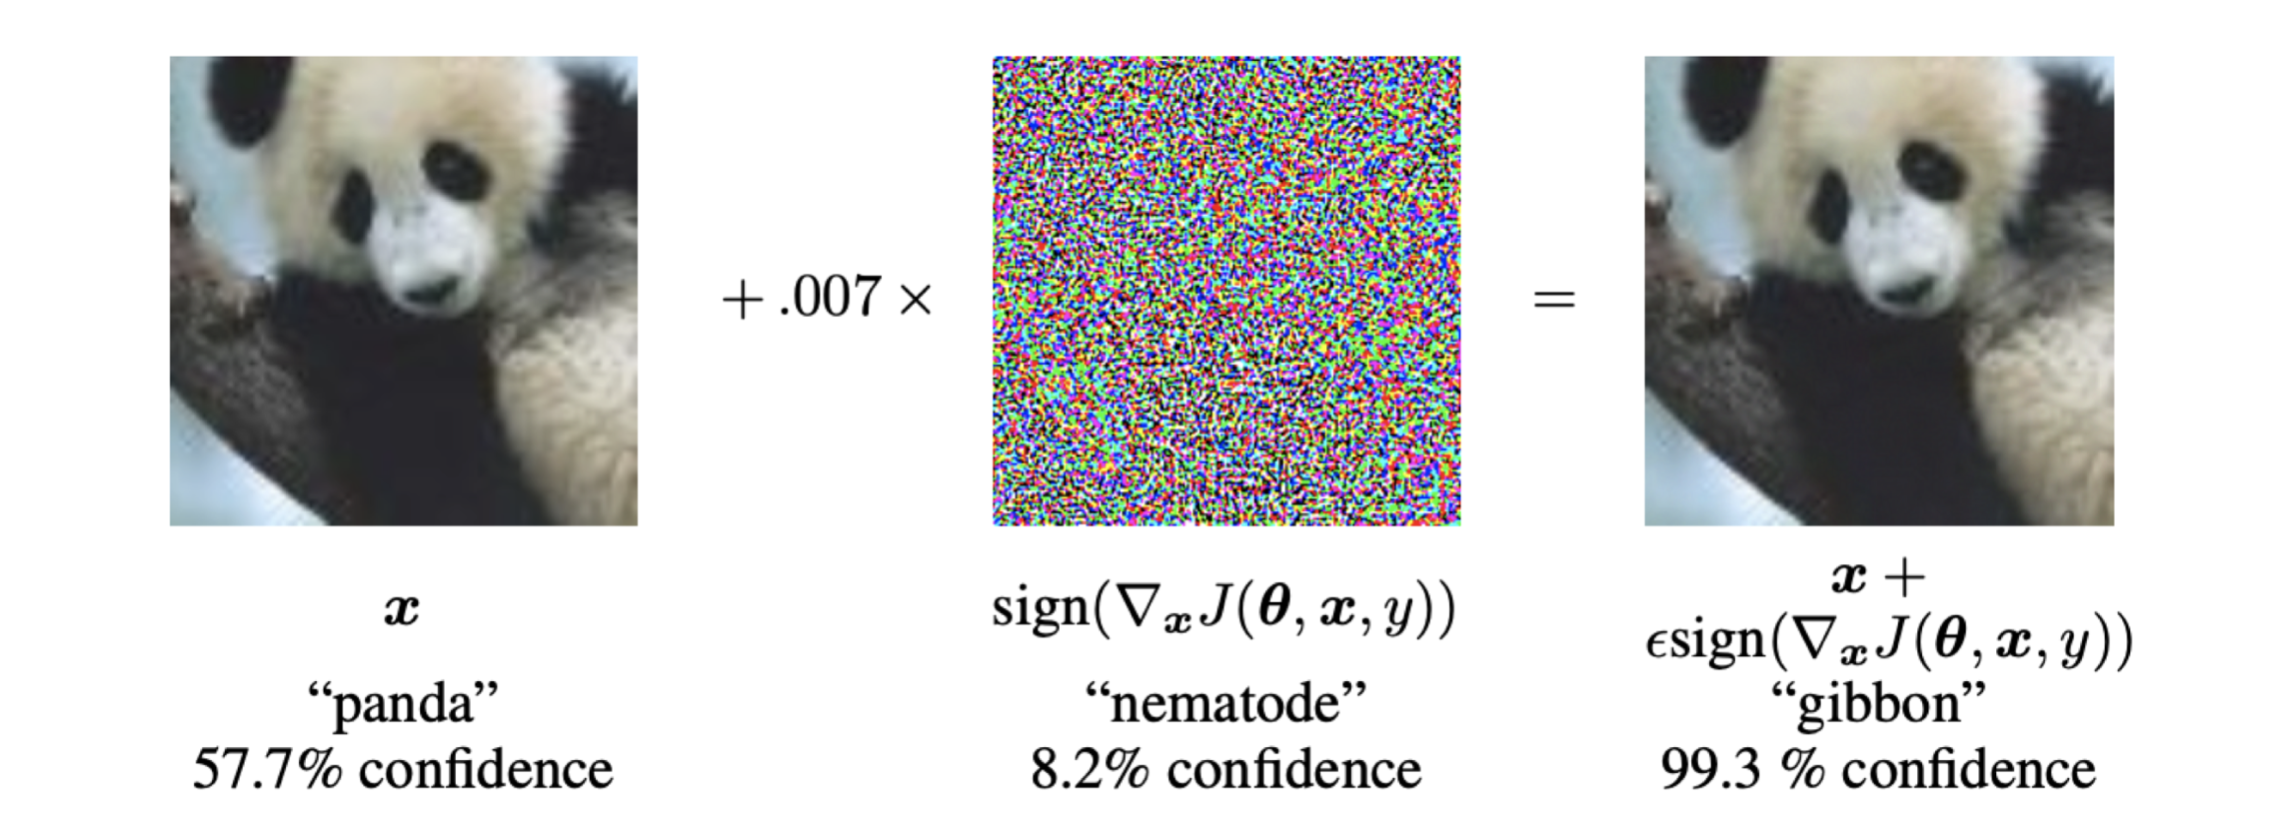 + .007 ×
=
x
“panda”
57.7% confidence
sign(∇ₓJ(θ, x, y))
“nematode”
8.2% confidence
x +
ϵsign(∇ₓJ(θ, x, y))
“gibbon”
99.3 % confidence